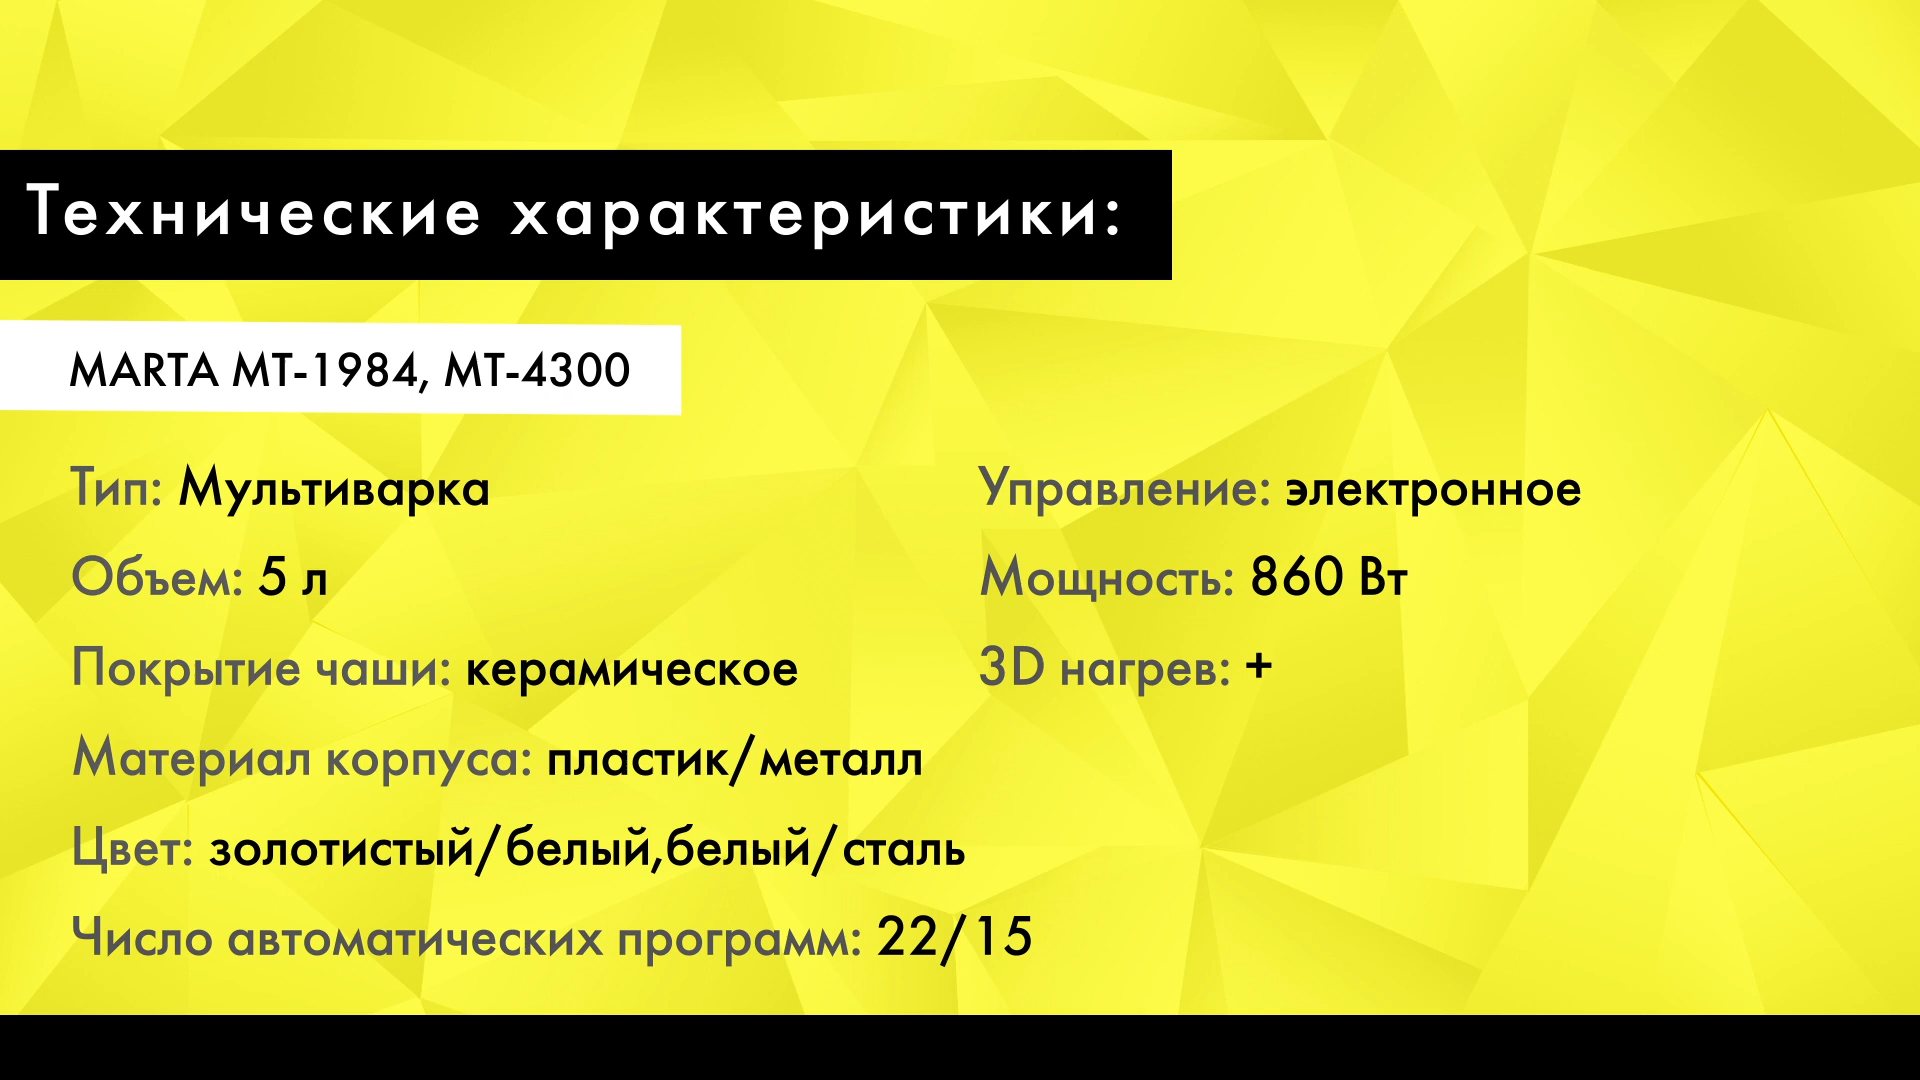 Технические характеристики:
MARTA MT-1984, MT-4300
Тип: Мультиварка
Объем: 5 л
Покрытие чаши: керамическое
Материал корпуса: пластик/металл
Цвет: золотистый/белый,белый/сталь
Число автоматических программ: 22/15
Управление: электронное
Мощность: 860 Вт
3D нагрев: +